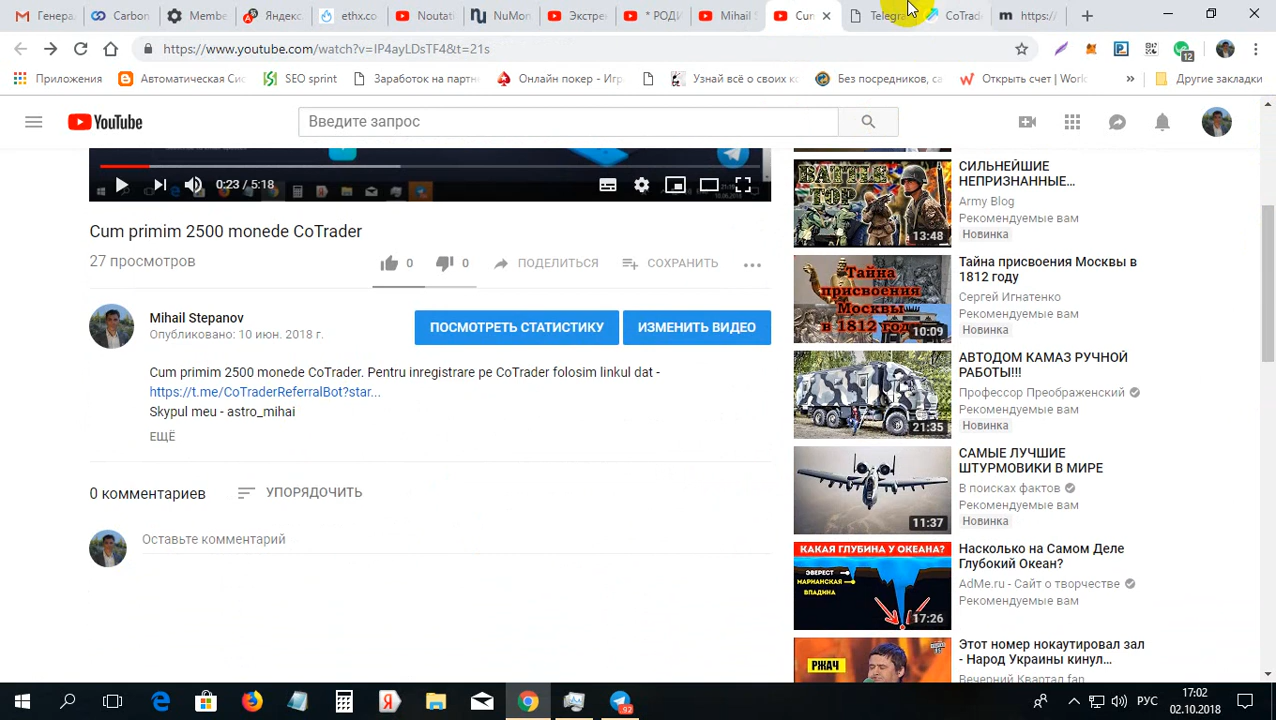 Генера
Carbon
Мемте
Яндекс
ethx.co
Noutati
NuMon
Экстре
* РОДИ
Mihail S
Cum
Telegra
CoTrade
https://
https://www.youtube.com/watch?v=IP4ayLDsTF4&t=21s
12
Приложения
Автоматическая Сис
SEO sprint
Заработок на партн
Онлайн покер - Игр
Узнай всё о своих кс
Без посредников, са
Открыть счет | Worl
»
Другие закладки
YouTube
Введите запрос
0:23 / 5:18
Cum primim 2500 monede CoTrader
27 просмотров
0
0
ПОДЕЛИТЬСЯ
СОХРАНИТЬ
Опубликовано: 10 июн. 2018 г.
ПОСМОТРЕТЬ СТАТИСТИКУ
ИЗМЕНИТЬ ВИДЕО
Cum primim 2500 monede CoTrader. Pentru inregistrare pe CoTrader folosim linkul dat -
https://t.me/CoTraderReferralBot?star...
Skypul meu - astro_mihai
ЕЩЁ
0 комментариев
УПОРЯДОЧИТЬ
Оставьте комментарий
BATTLE TOP
13:48
СИЛЬНЕЙШИЕ
НЕПРИЗНАННЫЕ...
Army Blog
Рекомендуемые вам
Новинка
Тайна
присвоения
Москвы
в 1812 году
10:09
Тайна присвоения Москвы в
1812 году
Сергей Игнатенко
Рекомендуемые вам
Новинка
21:35
АВТОДОМ КАМАЗ РУЧНОЙ
РАБОТЫ!!!
Профессор Преображенский
Рекомендуемые вам
Новинка
11:37
САМЫЕ ЛУЧШИЕ
ШТУРМОВИКИ В МИРЕ
В поисках фактов
Рекомендуемые вам
Новинка
КАКАЯ ГЛУБИНА У ОКЕАНА?
ЭВЕРЕСТ
МАРИАНСКАЯ
ВПАДИНА
17:26
Насколько на Самом Деле
Глубокий Океан?
AdMe.ru - Сайт о творчестве
Рекомендуемые вам
РЖАЧ
Этот номер нокаутировал зал
- Народ Украины кинул...
Вечерний Квартал fan
92
РУС
17:02
02.10.2018